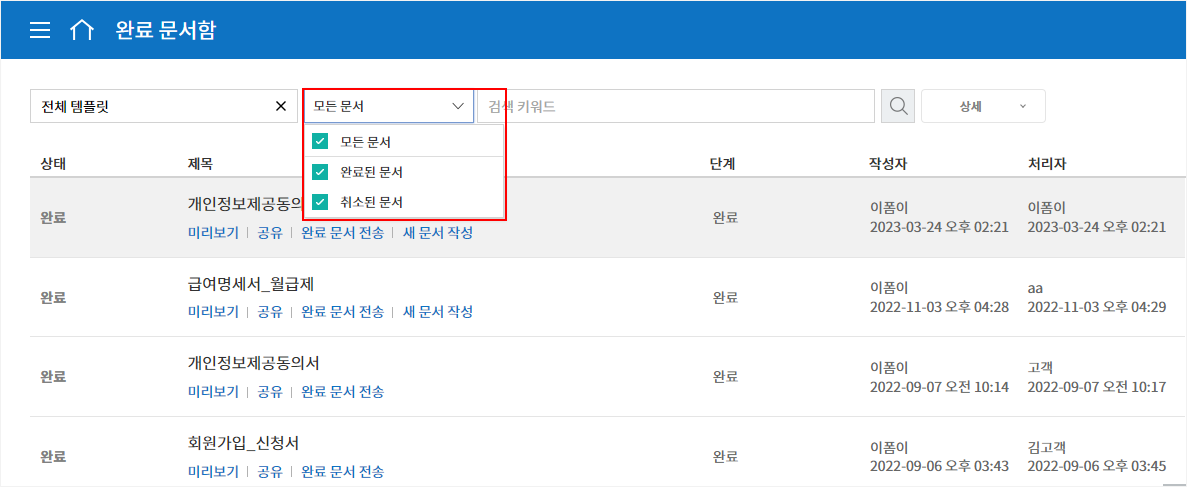 완료 문서함
전체 템플릿
모든 문서
검색 키워드
상세
모든 문서
완료된 문서
취소된 문서
상태 제목 단계 작성자 처리자
완료 개인정보제공동의 완료 이폼이 이폼이
2023-03-24 오후 02:21 2023-03-24 오후 02:21
미리보기 | 공유 | 완료 문서 전송 | 새 문서 작성
완료 급여명세서_월급제 완료 이폼이 aa
2022-11-03 오후 04:28 2022-11-03 오후 04:29
미리보기 | 공유 | 완료 문서 전송 | 새 문서 작성
완료 개인정보제공동의서 완료 이폼이 고객
2022-09-07 오전 10:14 2022-09-07 오전 10:17
미리보기 | 공유 | 완료 문서 전송
완료 회원가입_신청서 완료 이폼이 김고객
2022-09-06 오후 03:43 2022-09-06 오후 03:45
미리보기 | 공유 | 완료 문서 전송